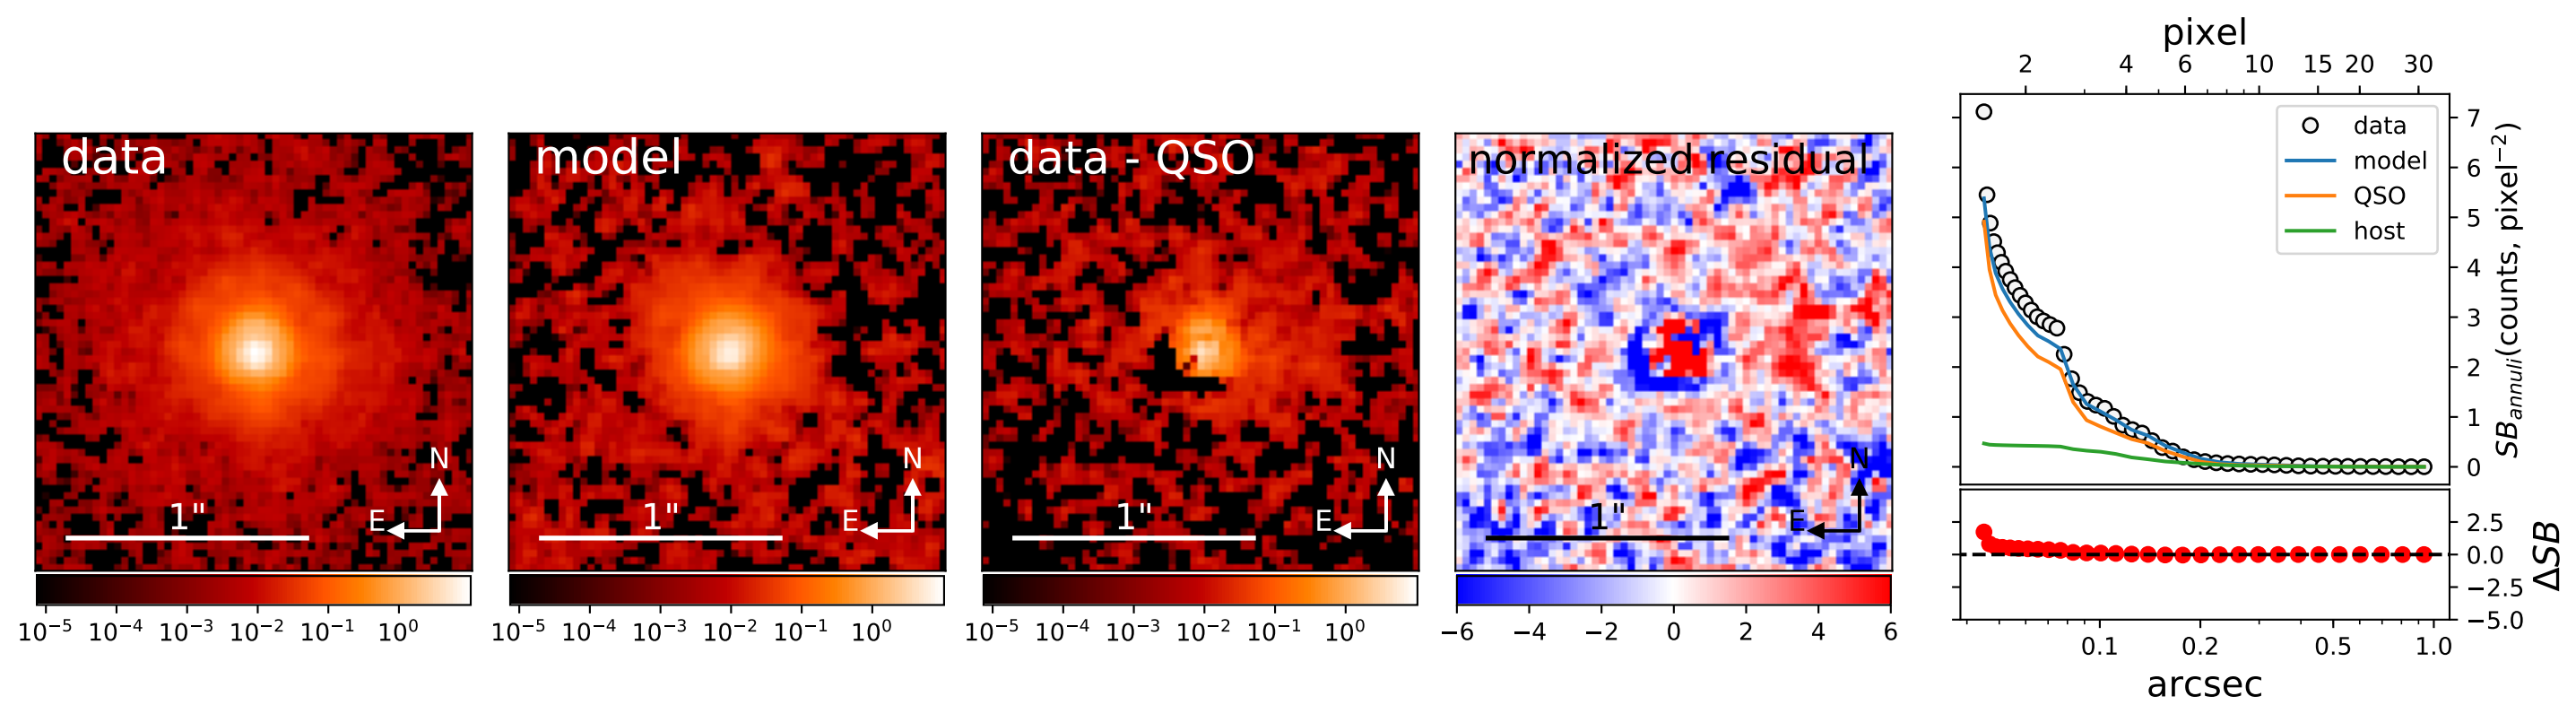 data
N
E
1"
10⁻⁵ 10⁻⁴ 10⁻³ 10⁻² 10⁻¹ 10⁰
model
N
E
1"
10⁻⁵ 10⁻⁴ 10⁻³ 10⁻² 10⁻¹ 10⁰
data - QSO
N
E
1"
10⁻⁵ 10⁻⁴ 10⁻³ 10⁻² 10⁻¹ 10⁰
normalized residual
N
E
1"
−6 −4 −2 0 2 4 6
pixel
2 4 6 10 15 20 30
data
model
QSO
host
7
6
5
4
3
2
1
0
SB_annuli(counts, pixel⁻²)
2.5
0.0
−2.5
−5.0
ΔSB
0.1 0.2 0.5 1.0
arcsec